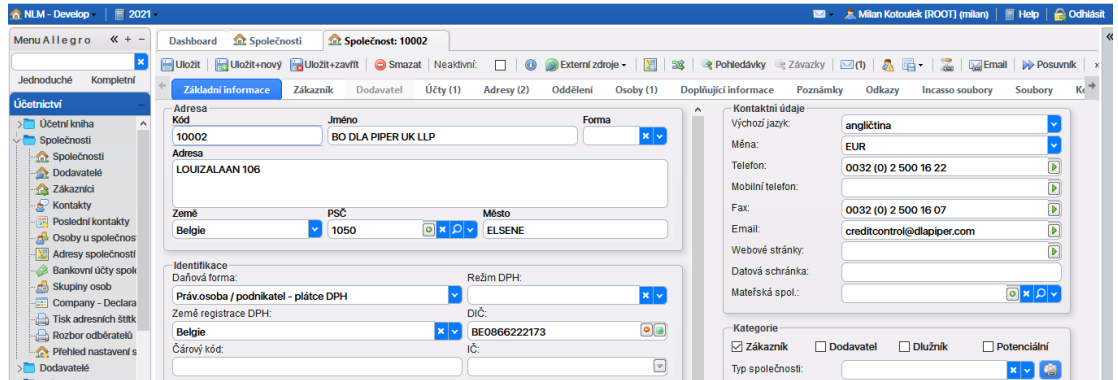 NLM - Develop 2021 Milan Kotoulek [ROOT] (milan) Help Odhlásit
Menu Allegro
Jednoduché Kompletní
Účetnictví
Účetní kniha
Společnosti
Společnosti
Dodavatelé
Zákazníci
Kontakty
Poslední kontakty
Osoby u společnos
Adresy společností
Bankovní účty spole
Skupiny osob
Company - Declara
Tisk adresních štítk
Rozbor odběratelů
Přehled nastavení s
Dodavatelé
Dashboard Společnosti Společnost: 10002
Uložit Uložit+nový Uložit+zavřít Smazat Neaktivní: Externí zdroje Pohledávky Závazky (1) Email Posuvník
Základní informace Zákazník Dodavatel Účty (1) Adresy (2) Oddělení Osoby (1) Doplňující informace Poznámky Odkazy Incasso soubory Soubory
Adresa
Kód Jméno Forma
10002 BO DLA PIPER UK LLP
Adresa
LOUIZALAAN 106
Země PSČ Město
Belgie 1050 ELSENE
Identifikace
Daňová forma: Režim DPH:
Práv.osoba / podnikatel - plátce DPH
Země registrace DPH: DIČ:
Belgie BE0866222173
Čárový kód: IČ:
Kontaktní údaje
Výchozí jazyk: angličtina
Měna: EUR
Telefon: 0032 (0) 2 500 16 22
Mobilní telefon:
Fax: 0032 (0) 2 500 16 07
Email: creditcontrol@dlapiper.com
Webové stránky:
Datová schránka:
Mateřská spol.:
Kategorie
Zákazník Dodavatel Dlužník Potenciální
Typ společnosti: